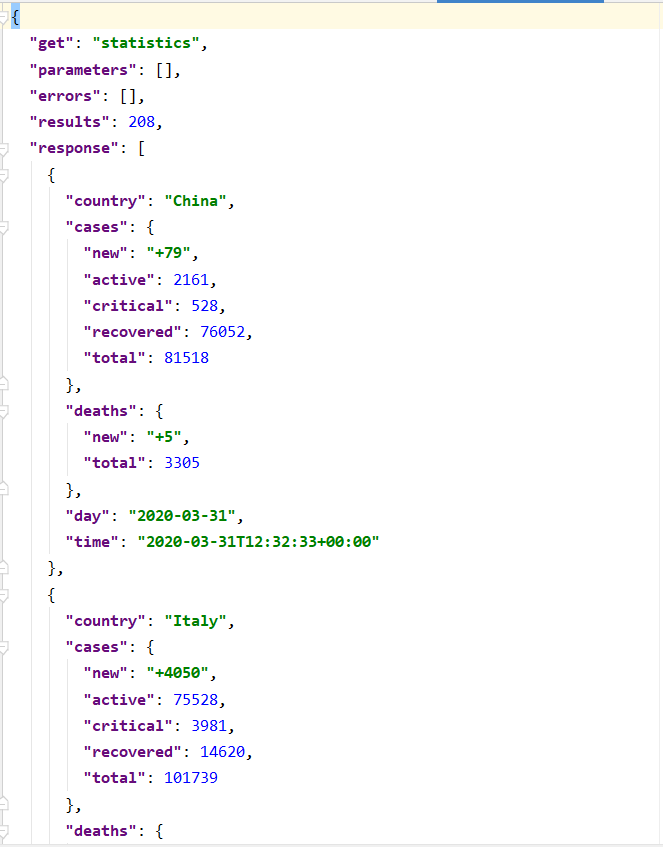 {
"get": "statistics",
"parameters": [],
"errors": [],
"results": 208,
"response": [
{
"country": "China",
"cases": {
"new": "+79",
"active": 2161,
"critical": 528,
"recovered": 76052,
"total": 81518
},
"deaths": {
"new": "+5",
"total": 3305
},
"day": "2020-03-31",
"time": "2020-03-31T12:32:33+00:00"
},
{
"country": "Italy",
"cases": {
"new": "+4050",
"active": 75528,
"critical": 3981,
"recovered": 14620,
"total": 101739
},
"deaths": {